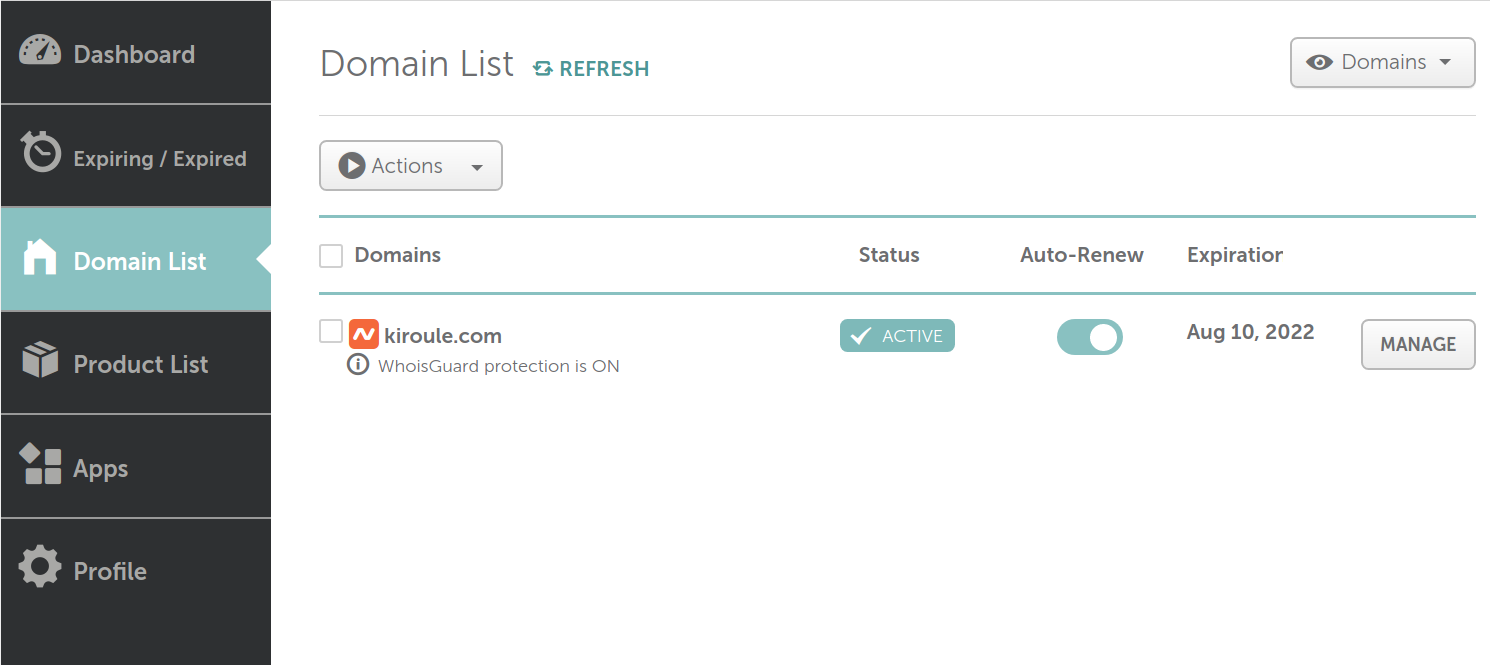 Dashboard
Expiring / Expired
Domain List
Product List
Apps
Profile
Domain List REFRESH
Domains
Actions
Domains Status Auto-Renew Expiratior
kiroule.com ACTIVE Aug 10, 2022 MANAGE
WhoisGuard protection is ON